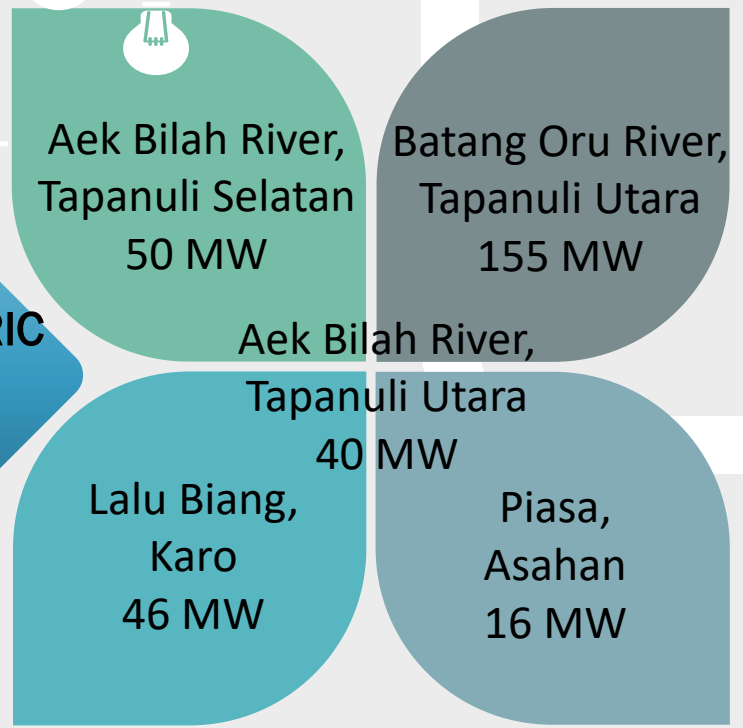 Aek Bilah River,
Tapanuli Selatan
50 MW
Batang Oru River,
Tapanuli Utara
155 MW
RIC
Aek Bilah River,
Tapanuli Utara
40 MW
Lalu Biang,
Karo
46 MW
Piasa,
Asahan
16 MW